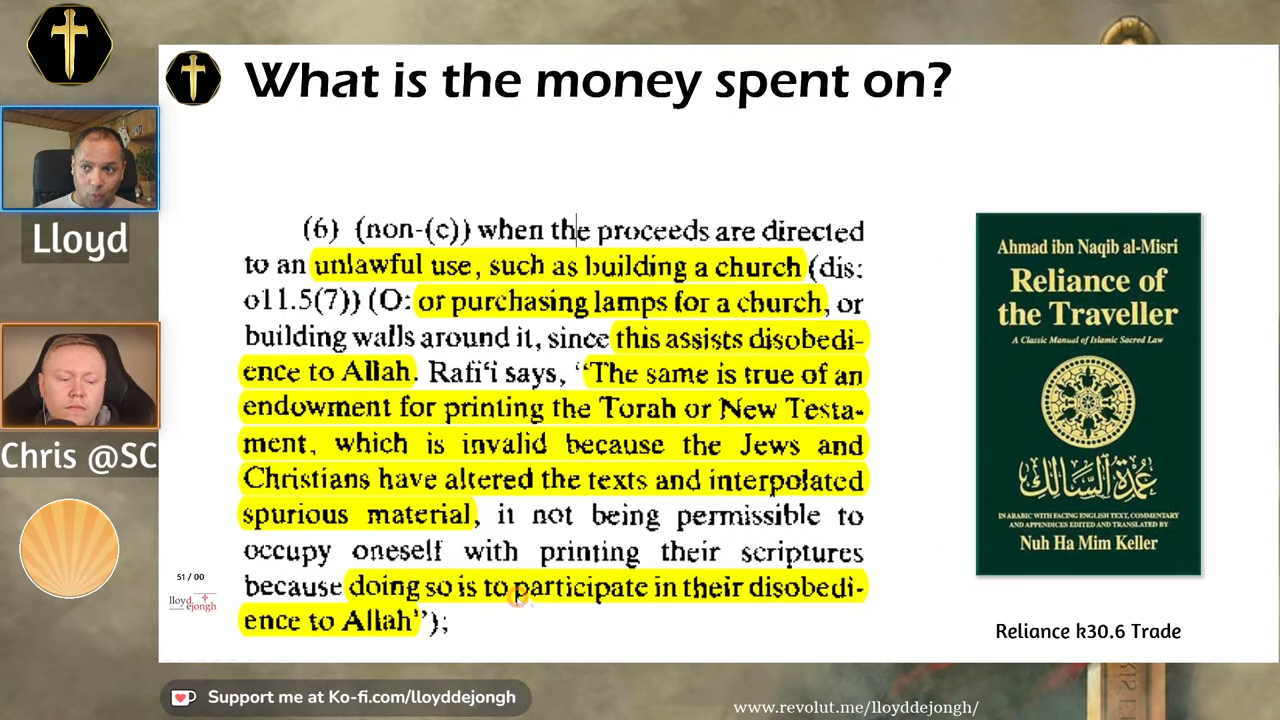 What is the money spent on?
Lloyd
Chris @SC
(6) (non-(c)) when the proceeds are directed
to an unlawful use, such as building a church (dis:
o11.5(7)) (O: or purchasing lamps for a church, or
building walls around it, since this assists disobedi-
ence to Allah. Rafi‘i says, “The same is true of an
endowment for printing the Torah or New Testa-
ment, which is invalid because the Jews and
Christians have altered the texts and interpolated
spurious material, it not being permissible to
occupy oneself with printing their scriptures
because doing so is to participate in their disobedi-
ence to Allah”);
51 / 00
lloyd
dejongh
Ahmad ibn Naqib al-Misri
Reliance of
the Traveller
A Classic Manual of Islamic Sacred Law
عمدة السالك
IN ARABIC WITH FACING ENGLISH TEXT, COMMENTARY
AND APPENDICES EDITED AND TRANSLATED BY
Nuh Ha Mim Keller
Reliance k30.6 Trade
Support me at Ko-fi.com/lloyddejongh
www.revolut.me/lloyddejongh/